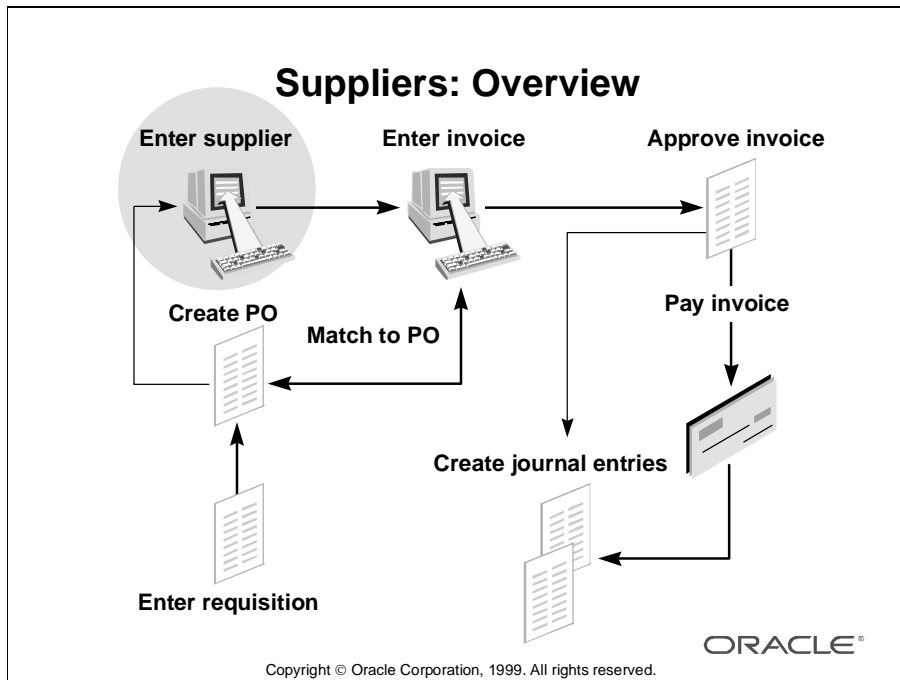 Suppliers: Overview
Enter supplier
Enter invoice
Approve invoice
Create PO
Match to PO
Pay invoice
Create journal entries
Enter requisition
ORACLE®
Copyright © Oracle Corporation, 1999. All rights reserved.